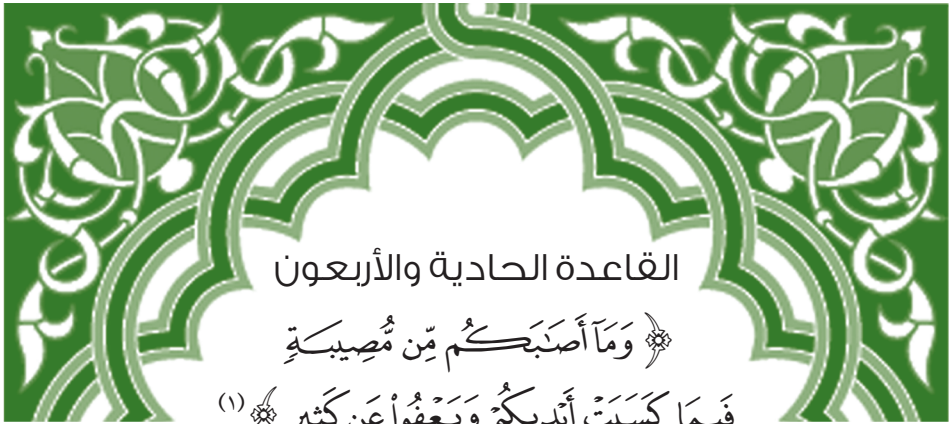 القاعدة الحادية والأربعون
﴿ وَمَآ أَصَٰبَكُم مِّن مُّصِيبَةٍ
فَبِمَا كَسَبَتْ أَيْدِيكُمْ وَيَعْفُوا۟ عَن كَثِيرٍ ﴾ (١)